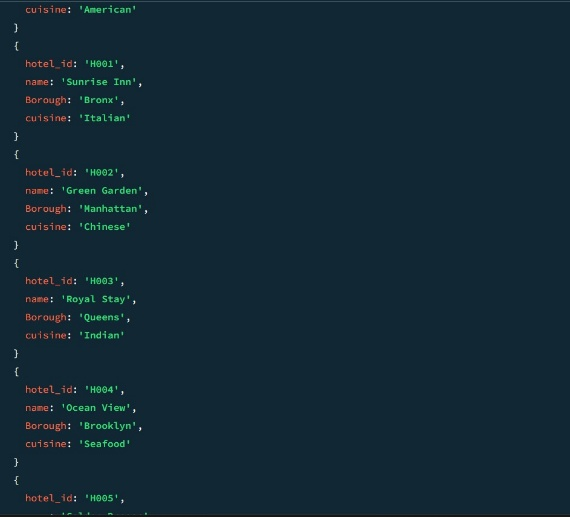 cuisine: 'American'
}
{
hotel_id: 'H001',
name: 'Sunrise Inn',
Borough: 'Bronx',
cuisine: 'Italian'
}
{
hotel_id: 'H002',
name: 'Green Garden',
Borough: 'Manhattan',
cuisine: 'Chinese'
}
{
hotel_id: 'H003',
name: 'Royal Stay',
Borough: 'Queens',
cuisine: 'Indian'
}
{
hotel_id: 'H004',
name: 'Ocean View',
Borough: 'Brooklyn',
cuisine: 'Seafood'
}
{
hotel_id: 'H005',